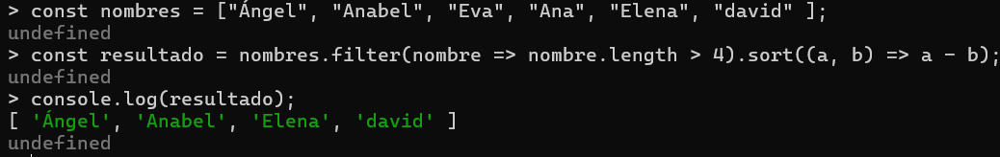 > const nombres = ["Ángel", "Anabel", "Eva", "Ana", "Elena", "david" ];
undefined
> const resultado = nombres.filter(nombre => nombre.length > 4).sort((a, b) => a - b);
undefined
> console.log(resultado);
[ 'Ángel', 'Anabel', 'Elena', 'david' ]
undefined